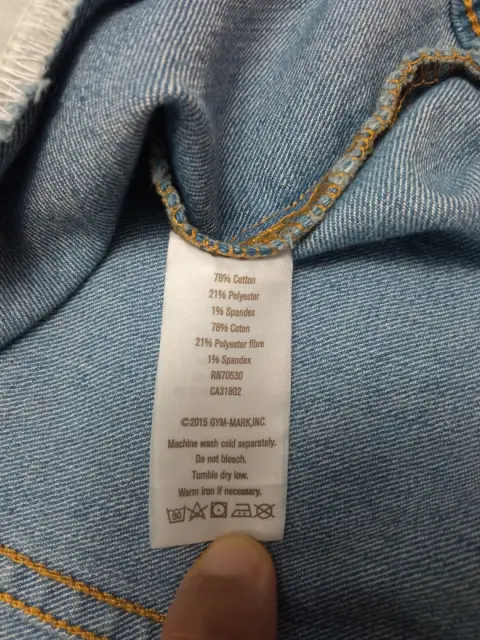 78% Cotton
21% Polyester
1% Spandex
78% Coton
21% Polyester fibre
1% Spandex
RN70530
CA31802
©2015 GYM-MARK,INC.
Machine wash cold separately.
Do not bleach.
Tumble dry low.
Warm iron if necessary.
30